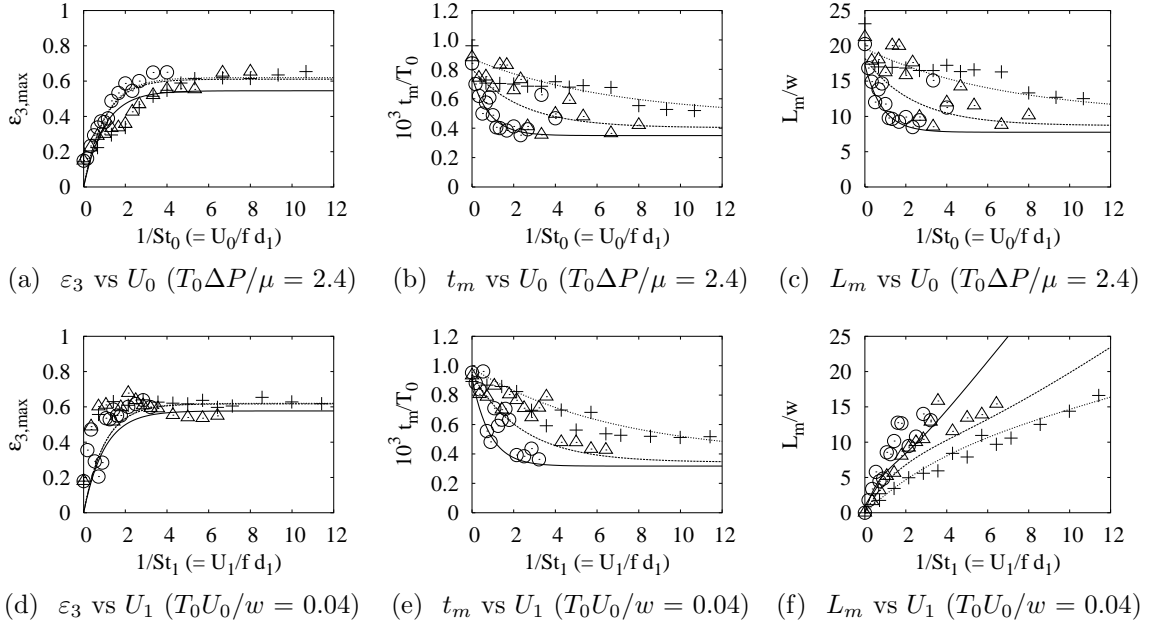 1
0.8
0.6
0.4
0.2
0
ε3,max
0 2 4 6 8 10 12
1/St0 (= U0/f d1)
(a) ε3 vs U0 (T0ΔP/μ = 2.4)
1.2
1.0
0.8
0.6
0.4
0.2
0.0
10^3 tm/T0
0 2 4 6 8 10 12
1/St0 (= U0/f d1)
(b) tm vs U0 (T0ΔP/μ = 2.4)
25
20
15
10
5
0
Lm/w
0 2 4 6 8 10 12
1/St0 (= U0/f d1)
(c) Lm vs U0 (T0ΔP/μ = 2.4)
1
0.8
0.6
0.4
0.2
0
ε3,max
0 2 4 6 8 10 12
1/St1 (= U1/f d1)
(d) ε3 vs U1 (T0U0/w = 0.04)
1.2
1.0
0.8
0.6
0.4
0.2
0.0
10^3 tm/T0
0 2 4 6 8 10 12
1/St1 (= U1/f d1)
(e) tm vs U1 (T0U0/w = 0.04)
25
20
15
10
5
0
Lm/w
0 2 4 6 8 10 12
1/St1 (= U1/f d1)
(f) Lm vs U1 (T0U0/w = 0.04)